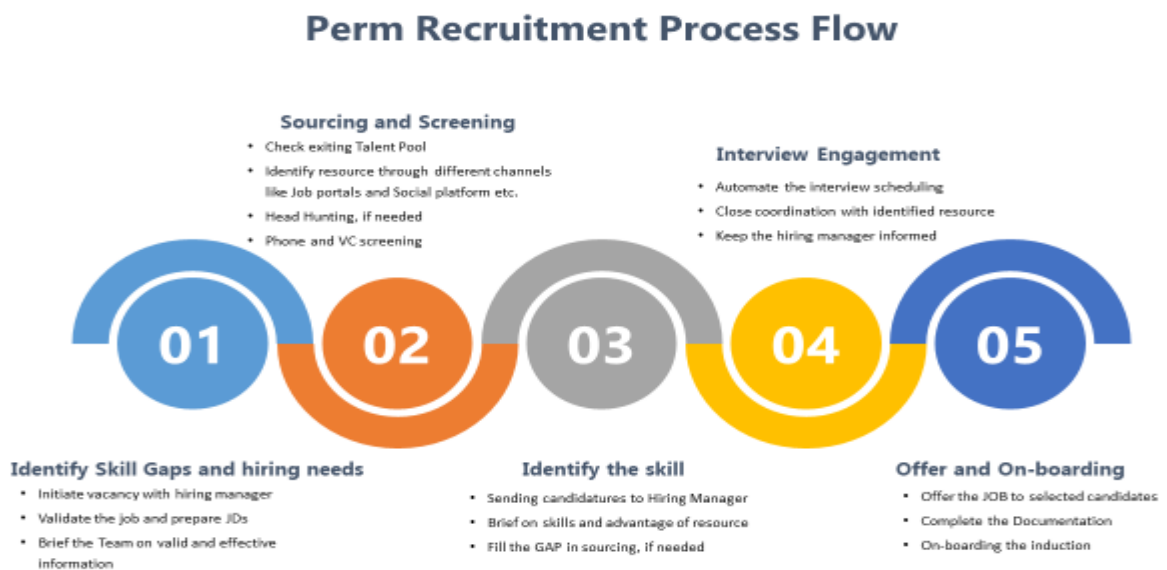 Perm Recruitment Process Flow
Sourcing and Screening
• Check exiting Talent Pool
• Identify resource through different channels
like Job portals and Social platform etc.
• Head Hunting, if needed
• Phone and VC screening
Interview Engagement
• Automate the interview scheduling
• Close coordination with identified resource
• Keep the hiring manager informed
01
02
03
04
05
Identify Skill Gaps and hiring needs
• Initiate vacancy with hiring manager
• Validate the job and prepare JDs
• Brief the Team on valid and effective
information
Identify the skill
• Sending candidatures to Hiring Manager
• Brief on skills and advantage of resource
• Fill the GAP in sourcing, if needed
Offer and On-boarding
• Offer the JOB to selected candidates
• Complete the Documentation
• On-boarding the induction